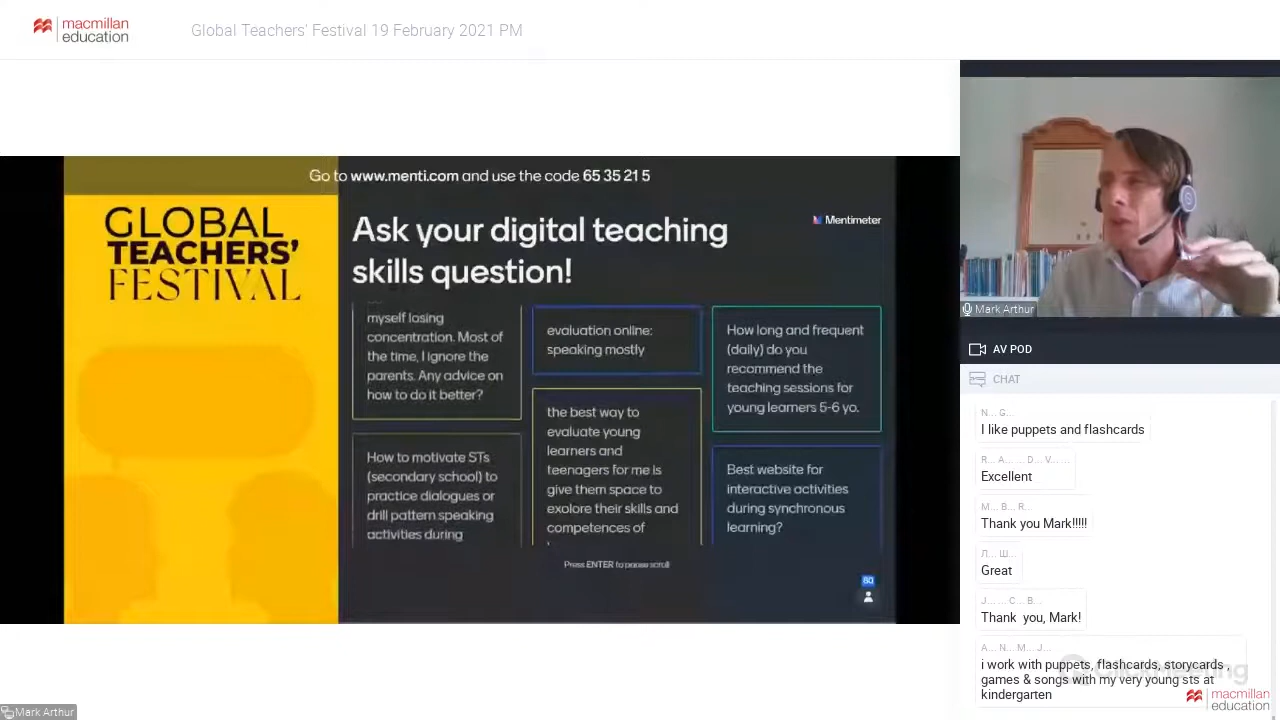 macmillan
education
Global Teachers' Festival 19 February 2021 PM
Go to www.menti.com and use the code 65 35 21 5
GLOBAL
TEACHERS'
FESTIVAL
Ask your digital teaching
skills question!
Mentimeter
myself losing
concentration. Most of
the time, I ignore the
parents. Any advice on
how to do it better?
How to motivate STs
(secondary school) to
practice dialogues or
drill pattern speaking
activities during
evaluation online:
speaking mostly
the best way to
evaluate young
learners and
teenagers for me is
give them space to
exolore their skills and
competences of
How long and frequent
(daily) do you
recommend the
teaching sessions for
young learners 5-6 yo.
Best website for
interactive activities
during synchronous
learning?
Press ENTER to pause scroll
60
Mark Arthur
AV POD
CHAT
N... G...
I like puppets and flashcards
R... A... ... D... V... ...
Excellent
M... B... R...
Thank you Mark!!!!!
Л... Ш...
Great
J... ... C... B...
Thank you, Mark!
A... N... M... J...
i work with puppets, flashcards, storycards ,
games & songs with my very young sts at
kindergarten
macmillan
education
Mark Arthur